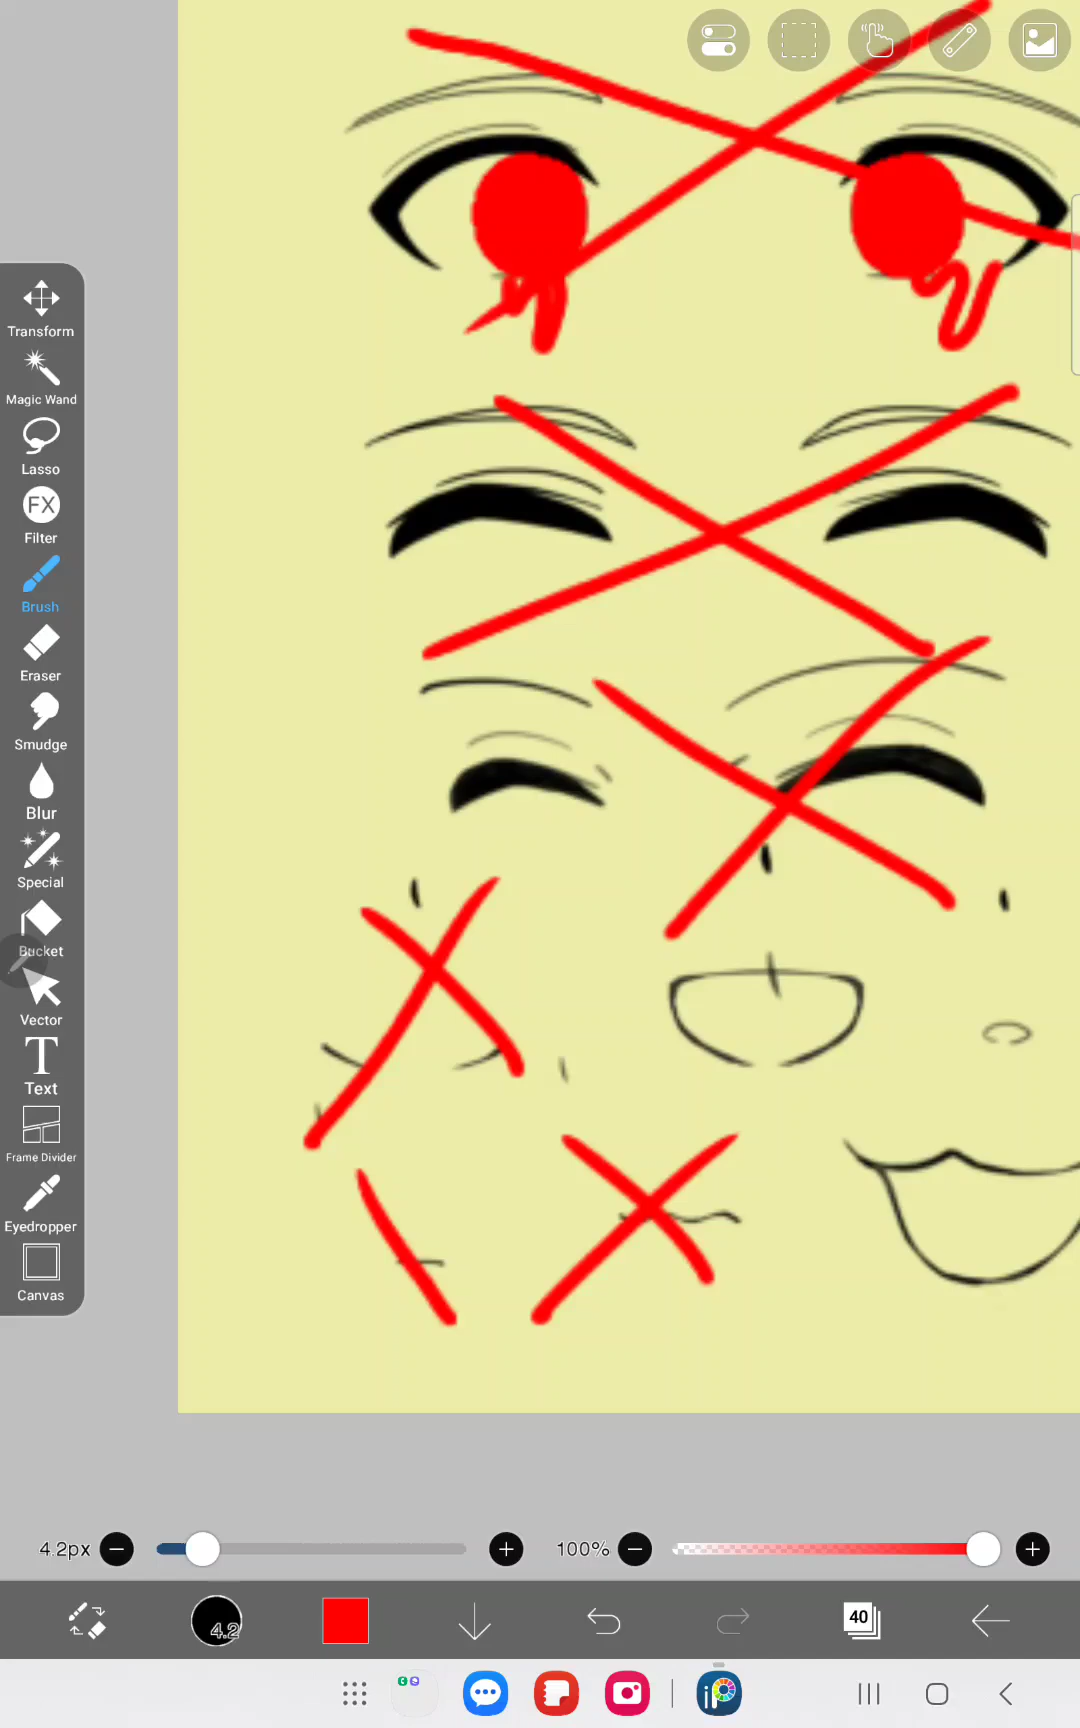 Transform
Magic Wand
Lasso
FX
Filter
Brush
Eraser
Smudge
Blur
Special
Bucket
Vector
T
Text
Frame Divider
Eyedropper
Canvas
4.2px
100%
4.2
40